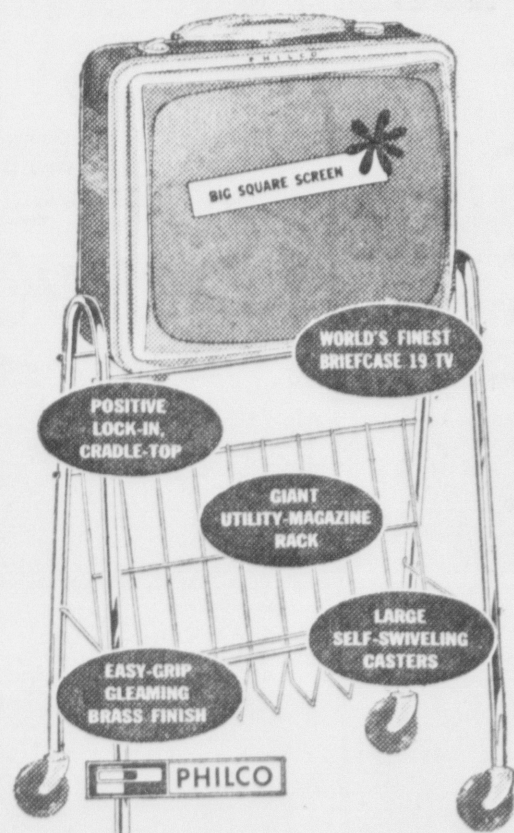 PHILCO
BIG SQUARE SCREEN
WORLD'S FINEST
BRIEFCASE 19 TV
POSITIVE
LOCK-IN,
CRADLE-TOP
GIANT
UTILITY-MAGAZINE
RACK
LARGE
SELF-SWIVELING
CASTERS
EASY-GRIP
GLEAMING
BRASS FINISH
PHILCO